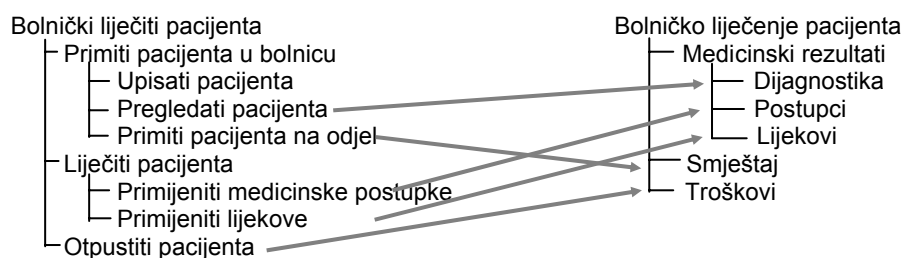 Bolnički liječiti pacijenta
Primiti pacijenta u bolnicu
Upisati pacijenta
Pregledati pacijenta
Primiti pacijenta na odjel
Liječiti pacijenta
Primijeniti medicinske postupke
Primijeniti lijekove
Otpustiti pacijenta
Bolničko liječenje pacijenta
Medicinski rezultati
Dijagnostika
Postupci
Lijekovi
Smještaj
Troškovi